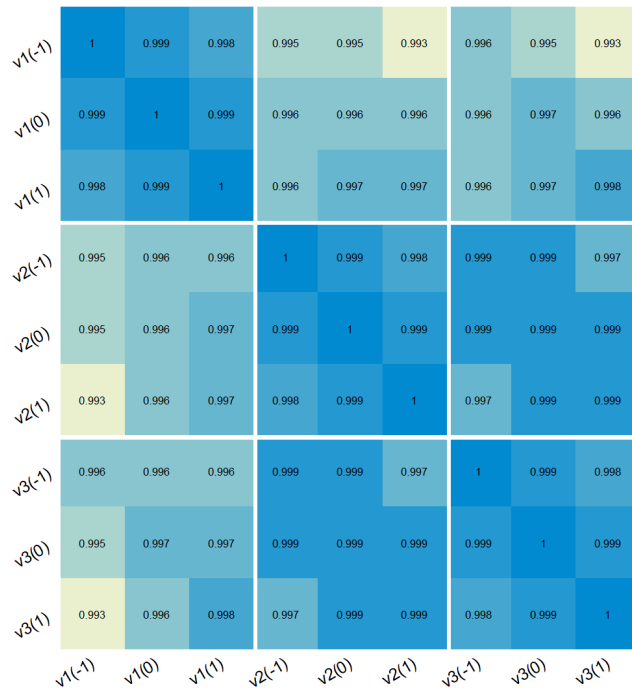 v1(-1) 1 0.999 0.998 0.995 0.995 0.993 0.996 0.995 0.993
v1(0) 0.999 1 0.999 0.996 0.996 0.996 0.996 0.997 0.996
v1(1) 0.998 0.999 1 0.996 0.997 0.997 0.996 0.997 0.998
v2(-1) 0.995 0.996 0.996 1 0.999 0.998 0.999 0.999 0.997
v2(0) 0.995 0.996 0.997 0.999 1 0.999 0.999 0.999 0.999
v2(1) 0.993 0.996 0.997 0.998 0.999 1 0.997 0.999 0.999
v3(-1) 0.996 0.996 0.996 0.999 0.999 0.997 1 0.999 0.998
v3(0) 0.995 0.997 0.997 0.999 0.999 0.999 0.999 1 0.999
v3(1) 0.993 0.996 0.998 0.997 0.999 0.999 0.998 0.999 1
v1(-1) v1(0) v1(1) v2(-1) v2(0) v2(1) v3(-1) v3(0) v3(1)